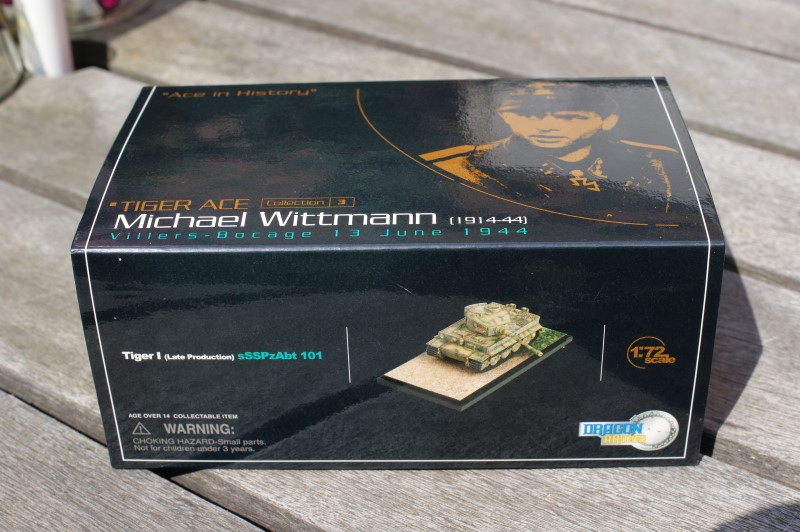 "Ace in History"
"TIGER ACE Collection 3
Michael Wittmann (1914-44)
Villers-Bocage 13 June 1944
Tiger I (Late Production) sSSPzAbt 101
1:72
scale
AGE OVER 14 COLLECTABLE ITEM
WARNING:
CHOKING HAZARD-Small parts.
Not for children under 3 years.
DRAGON
ARMOR